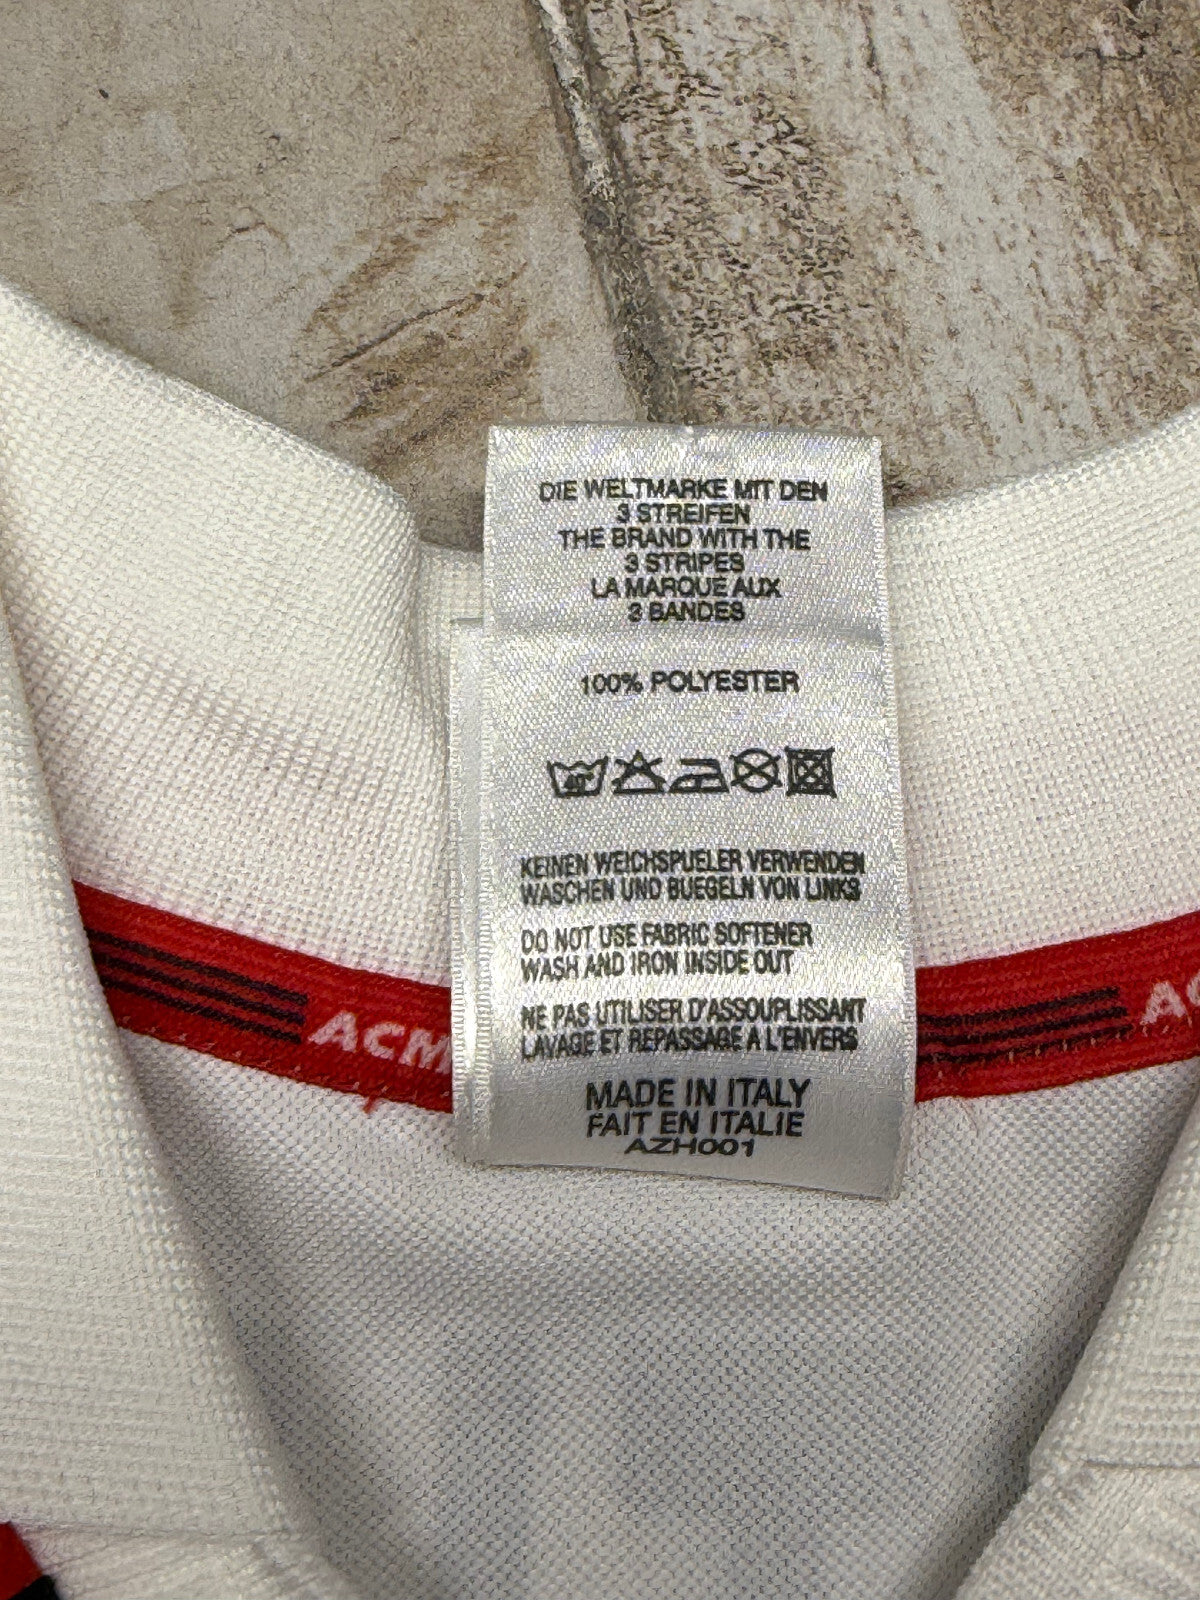 DIE WELTMARKE MIT DEN
3 STREIFEN
THE BRAND WITH THE
3 STRIPES
LA MARQUE AUX
3 BANDES
100% POLYESTER
KEINEN WEICHSPUELER VERWENDEN
WASCHEN UND BUEGELN VON LINKS
DO NOT USE FABRIC SOFTENER
WASH AND IRON INSIDE OUT
NE PAS UTILISER D'ASSOUPLISSANT
LAVAGE ET REPASSAGE A L'ENVERS
MADE IN ITALY
FAIT EN ITALIE
AZH001
ACM
AC